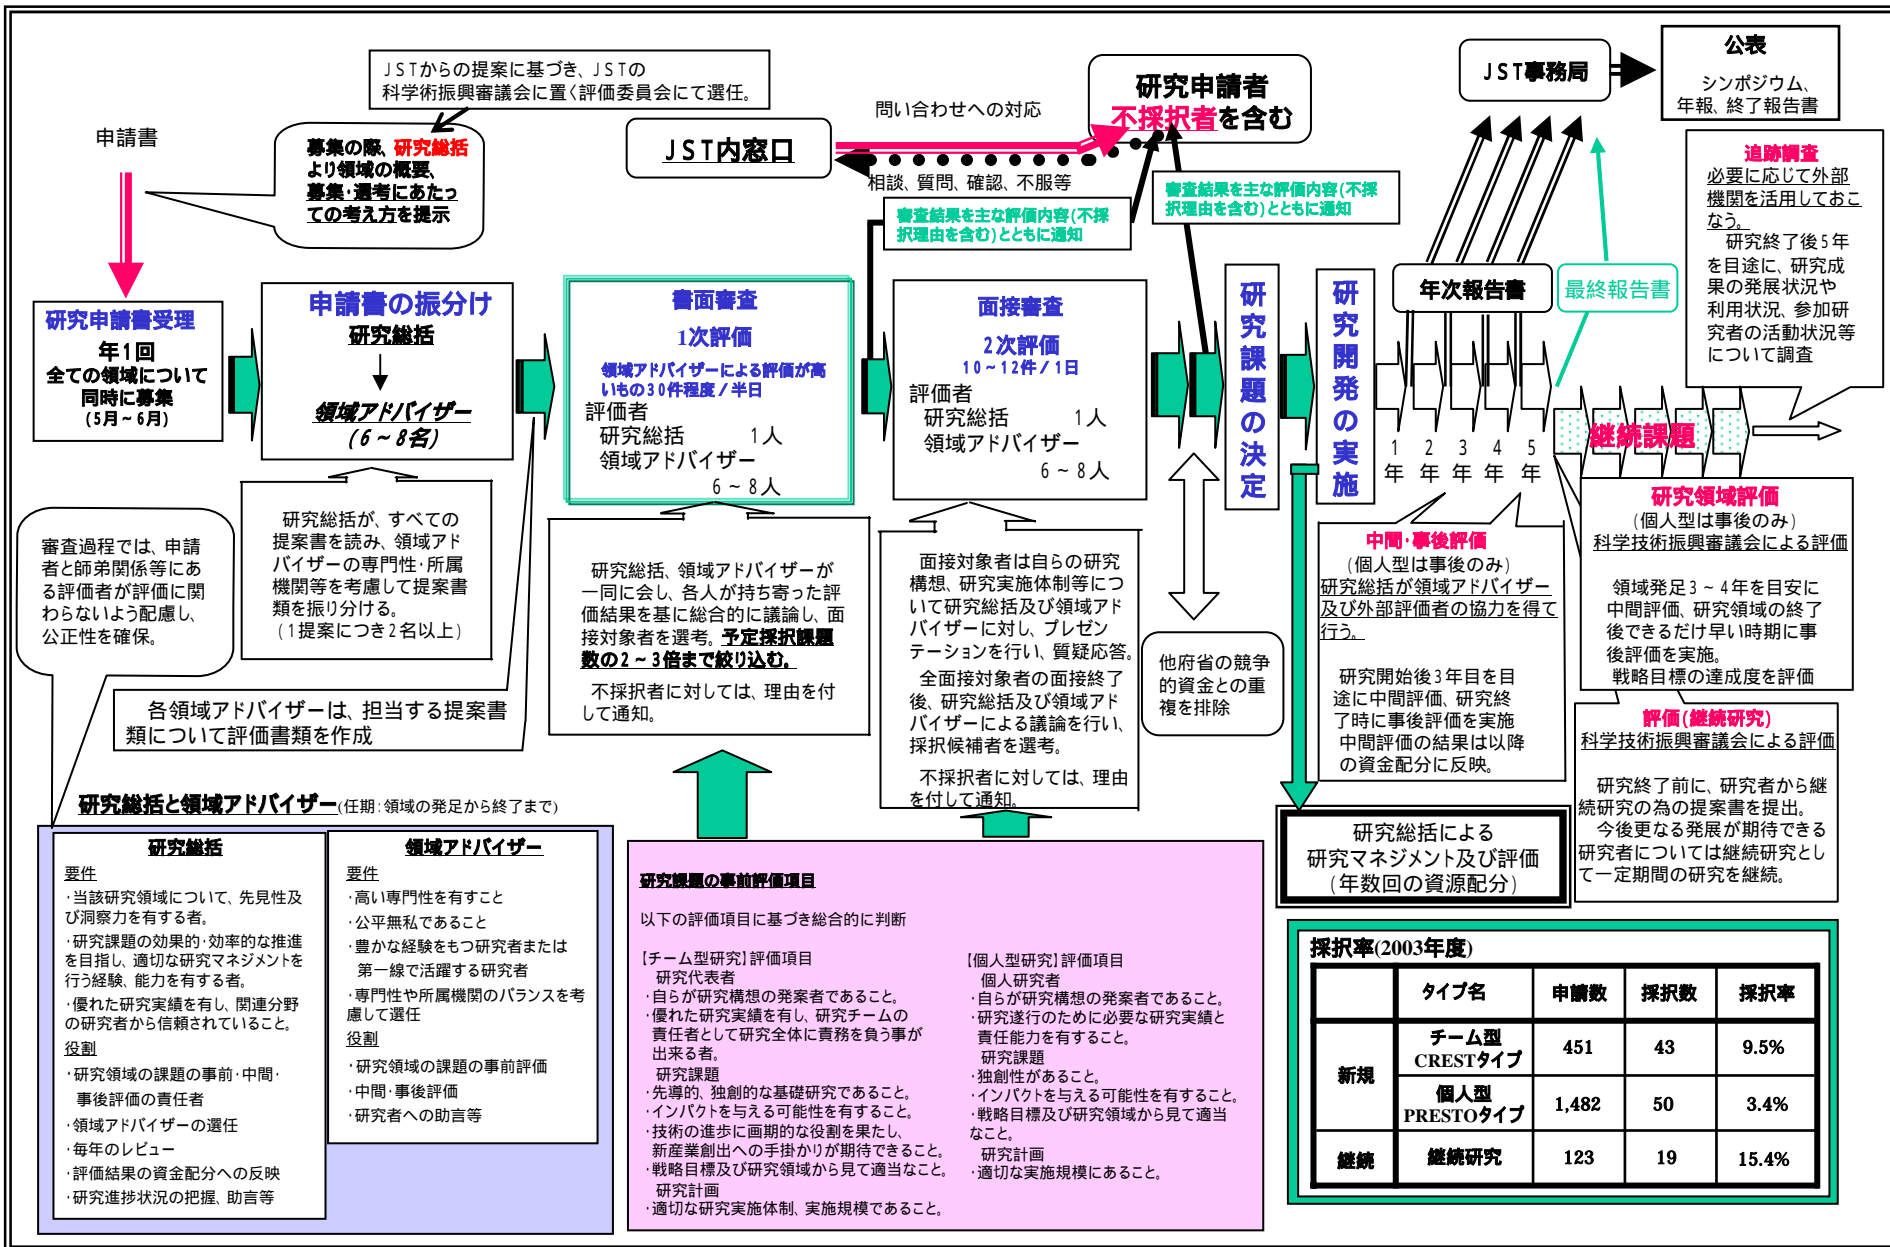 JSTからの提案に基づき、JSTの
科学術振興審議会に置く評価委員会にて選任。
申請書
募集の際、研究総括
より領域の概要、
募集・選考にあたっ
ての考え方を提示
JST内窓口
問い合わせへの対応
相談、質問、確認、不服等
研究申請者
不採択者を含む
審査結果を主な評価内容(不採
択理由を含む)とともに通知
審査結果を主な評価内容(不採
択理由を含む)とともに通知
JST事務局
公表
シンポジウム、
年報、終了報告書
追跡調査
必要に応じて外部
機関を活用しておこ
なう。
研究終了後5年
を目途に、研究成
果の発展状況や
利用状況、参加研
究者の活動状況等
について調査
研究申請書受理
年1回
全ての領域について
同時に募集
(5月～6月)
申請書の振分け
研究総括
領域アドバイザー
(6～8名)
書面審査
1次評価
領域アドバイザーによる評価が高
いもの30件程度/半日
評価者
研究総括 1人
領域アドバイザー
6～8人
面接審査
2次評価
10～12件/1日
評価者
研究総括 1人
領域アドバイザー
6～8人
研究課題の決定
研究開発の実施
年次報告書
最終報告書
1年
2年
3年
4年
5年
継続課題
審査過程では、申請
者と師弟関係等にあ
る評価者が評価に関
わらないよう配慮し、
公正性を確保。
研究総括が、すべての
提案書を読み、領域アド
バイザーの専門性・所属
機関等を考慮して提案書
類を振り分ける。
(1提案につき2名以上)
各領域アドバイザーは、担当する提案書
類について評価書類を作成
研究総括、領域アドバイザーが
一同に会し、各人が持ち寄った評
価結果を基に総合的に議論し、面
接対象者を選考。予定採択課題
数の2～3倍まで絞り込む。
不採択者に対しては、理由を付
して通知。
面接対象者は自らの研究
構想、研究実施体制等につ
いて研究総括及び領域アド
バイザーに対し、プレゼン
テーションを行い、質疑応答。
全面接対象者の面接終了
後、研究総括及び領域アド
バイザーによる議論を行い、
採択候補者を選考。
不採択者に対しては、理由
を付して通知。
他府省の競争
的資金との重
複を排除
中間・事後評価
(個人型は事後のみ)
研究総括が領域アドバイザー
及び外部評価者の協力を得て
行う。
研究開始後3年目を目
途に中間評価、研究終
了時に事後評価を実施
中間評価の結果は以降
の資金配分に反映。
研究領域評価
(個人型は事後のみ)
科学技術振興審議会による評価
領域発足3～4年を目安に
中間評価、研究領域の終了
後できるだけ早い時期に事
後評価を実施。
戦略目標の達成度を評価
評価(継続研究)
科学技術振興審議会による評価
研究終了前に、研究者から継
続研究の為の提案書を提出。
今後更なる発展が期待できる
研究者については継続研究とし
て一定期間の研究を継続。
研究総括による
研究マネジメント及び評価
(年数回の資源配分)
研究総括と領域アドバイザー(任期:領域の発足から終了まで)
研究総括
要件
・当該研究領域について、先見性及
び洞察力を有する者。
・研究課題の効果的・効率的な推進
を目指し、適切な研究マネジメントを
行う経験、能力を有する者。
・優れた研究実績を有し、関連分野
の研究者から信頼されていること。
役割
・研究領域の課題の事前・中間・
事後評価の責任者
・領域アドバイザーの選任
・毎年のレビュー
・評価結果の資金配分への反映
・研究進捗状況の把握、助言等
領域アドバイザー
要件
・高い専門性を有すこと
・公平無私であること
・豊かな経験をもつ研究者または
第一線で活躍する研究者
・専門性や所属機関のバランスを考
慮して選任
役割
・研究領域の課題の事前評価
・中間・事後評価
・研究者への助言等
研究課題の事前評価項目
以下の評価項目に基づき総合的に判断
【チーム型研究】評価項目
研究代表者
・自らが研究構想の発案者であること。
・優れた研究実績を有し、研究チームの
責任者として研究全体に責務を負う事が
出来る者。
研究課題
・先導的、独創的な基礎研究であること。
・インパクトを与える可能性を有すること。
・技術の進歩に画期的な役割を果たし、
新産業創出への手掛かりが期待できること。
・戦略目標及び研究領域から見て適当なこと。
研究計画
・適切な研究実施体制、実施規模であること。
【個人型研究】評価項目
個人研究者
・自らが研究構想の発案者であること。
・研究遂行のために必要な研究実績と
責任能力を有すること。
研究課題
・独創性があること。
・インパクトを与える可能性を有すること。
・戦略目標及び研究領域から見て適当
なこと。
研究計画
・適切な実施規模にあること。
採択率(2003年度)
タイプ名 申請数 採択数 採択率
新規 チーム型 CRESTタイプ 451 43 9.5%
個人型 PRESTOタイプ 1,482 50 3.4%
継続 継続研究 123 19 15.4%